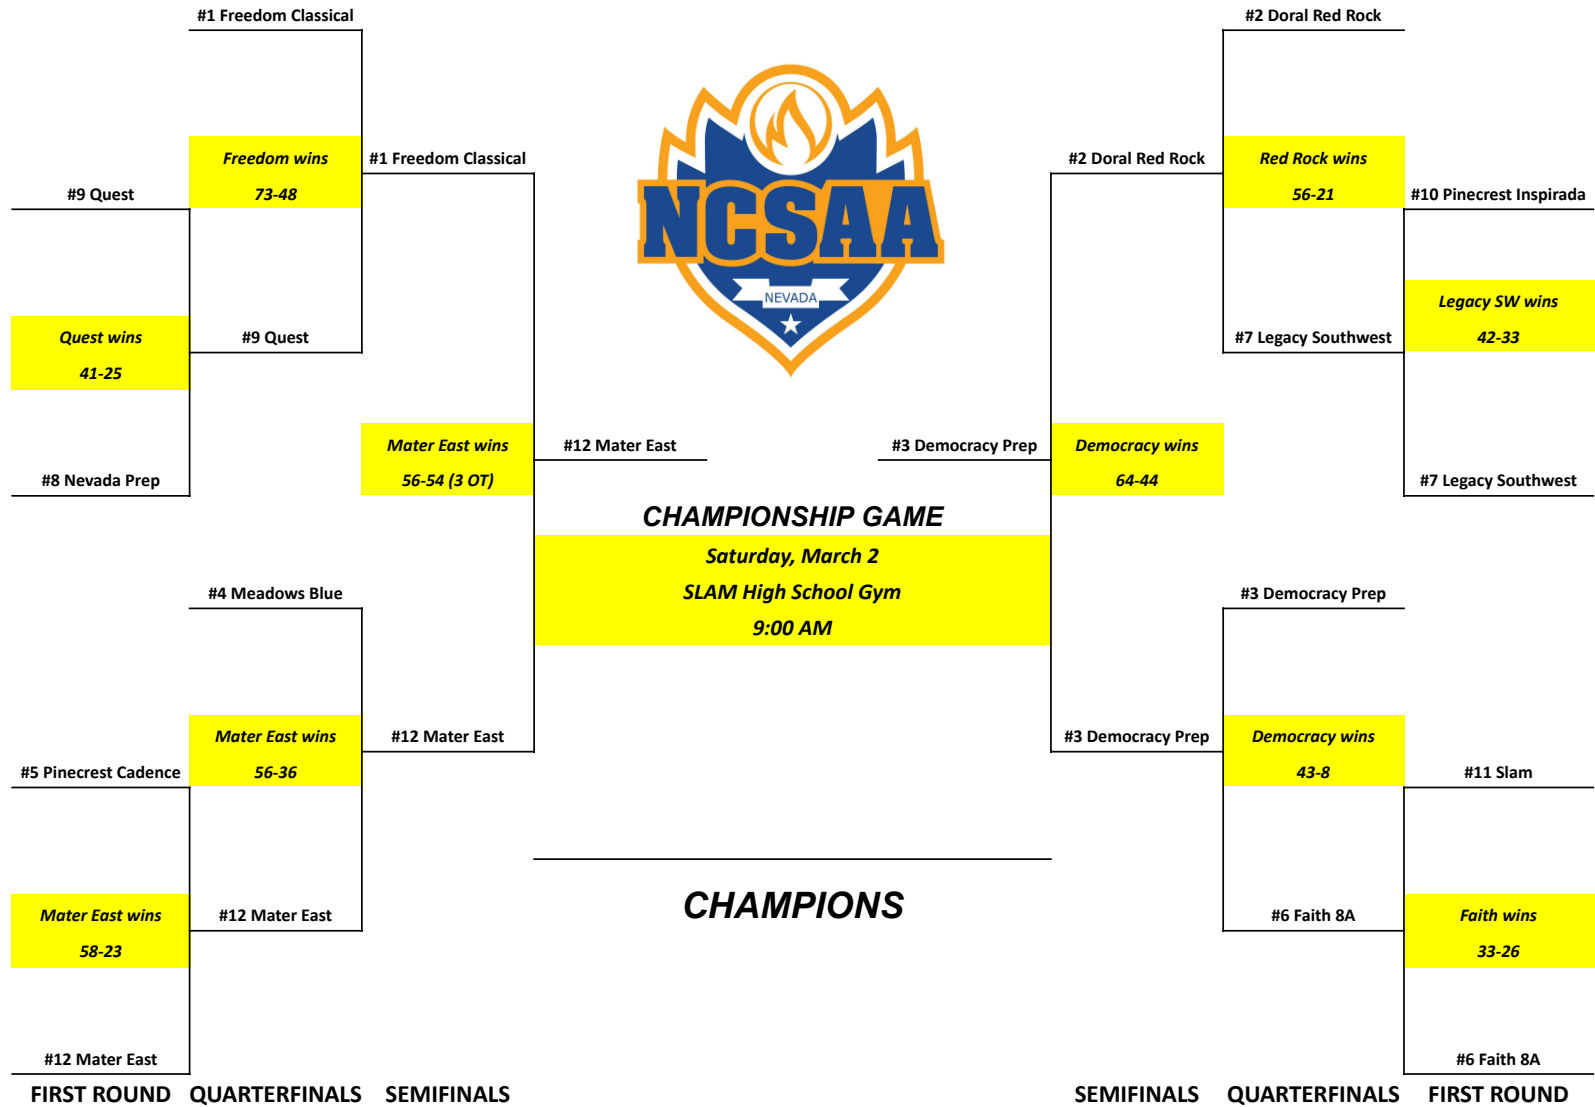 #1 Freedom Classical
#2 Doral Red Rock
Freedom wins
73-48
#1 Freedom Classical
#2 Doral Red Rock
Red Rock wins
56-21
#9 Quest
#10 Pinecrest Inspirada
NCSAA
NEVADA
Quest wins
41-25
#9 Quest
#7 Legacy Southwest
Legacy SW wins
42-33
Mater East wins
56-54 (3 OT)
#12 Mater East
#3 Democracy Prep
Democracy wins
64-44
#8 Nevada Prep
#7 Legacy Southwest
CHAMPIONSHIP GAME
Saturday, March 2
SLAM High School Gym
9:00 AM
#4 Meadows Blue
#3 Democracy Prep
Mater East wins
56-36
#12 Mater East
#3 Democracy Prep
Democracy wins
43-8
#5 Pinecrest Cadence
#11 Slam
CHAMPIONS
Mater East wins
58-23
#12 Mater East
#6 Faith 8A
Faith wins
33-26
#12 Mater East
#6 Faith 8A
FIRST ROUND QUARTERFINALS SEMIFINALS
SEMIFINALS QUARTERFINALS FIRST ROUND